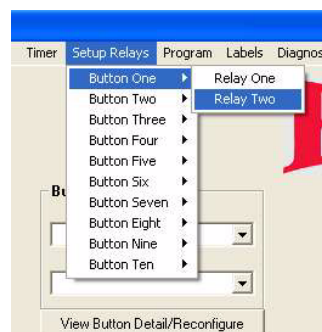 Timer Setup Relays Program Labels
Button One Relay One
Button Two Relay Two
Button Three
Button Four
Button Five
Button Six
Button Seven
Button Eight
Button Nine
Button Ten
View Button Detail/Reconfigure